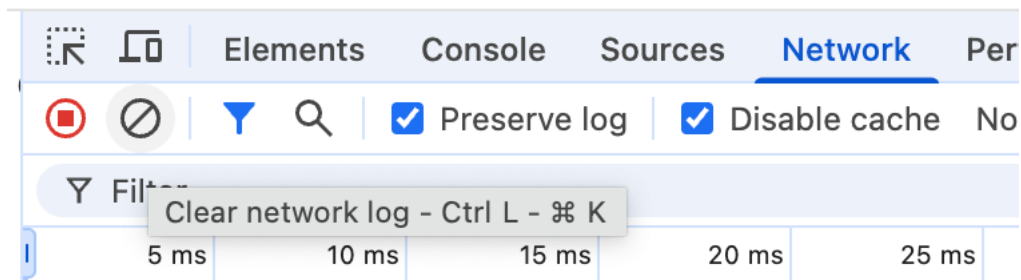 Elements Console Sources Network Per
Preserve log Disable cache No
Filter
Clear network log - Ctrl L - ⌘ K
5 ms 10 ms 15 ms 20 ms 25 ms